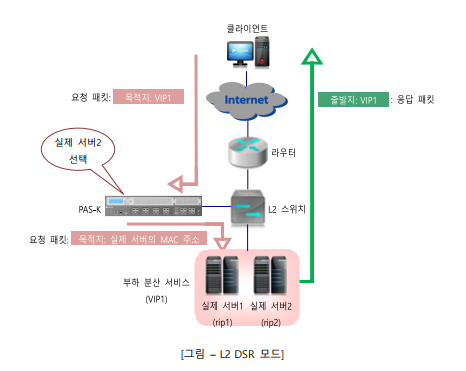 클라이언트
요청 패킷: 목적지: VIP1
Internet
출발지: VIP1 : 응답 패킷
실제 서버2
선택
라우터
PAS-K
L2 스위치
요청 패킷: 목적지: 실제 서버의 MAC 주소
부하 분산 서비스
(VIP1)
실제 서버1 실제 서버2
(rip1) (rip2)
[그림 – L2 DSR 모드]